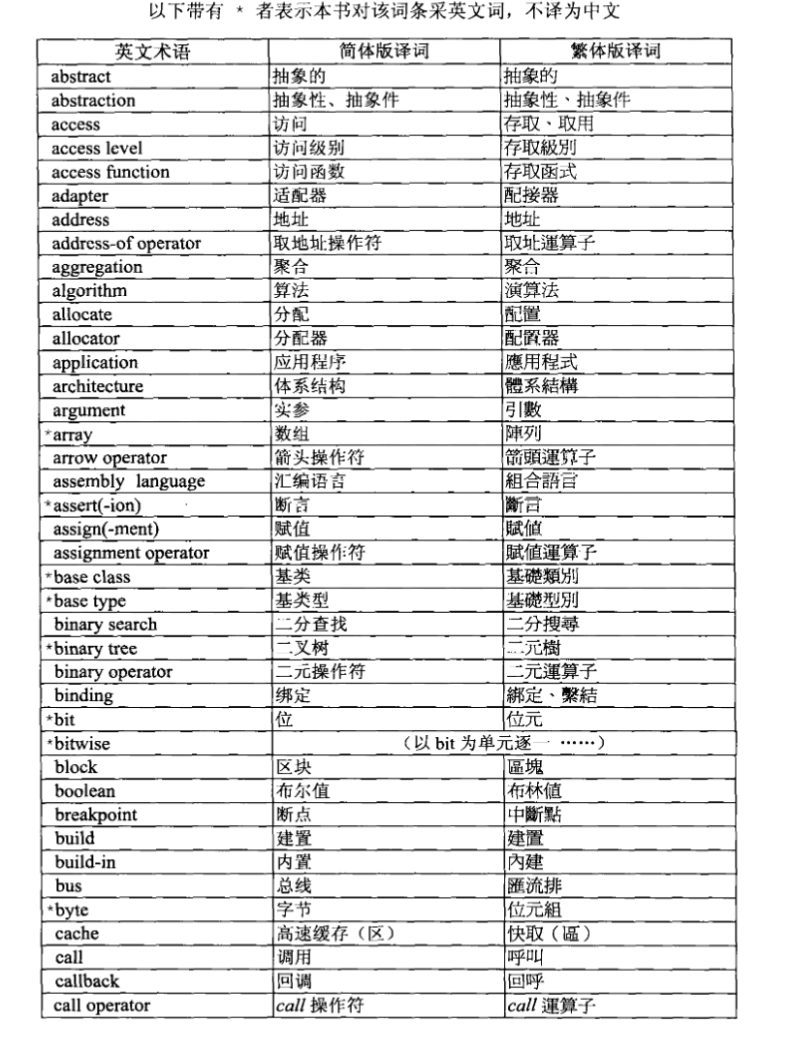 以下带有 * 者表示本书对该词条采英文词，不译为中文
英文术语 简体版译词 繁体版译词
abstract 抽象的 抽象的
abstraction 抽象性、抽象件 抽象性、抽象件
access 访问 存取、取用
access level 访问级别 存取級別
access function 访问函数 存取函式
adapter 适配器 配接器
address 地址 地址
address-of operator 取地址操作符 取址運算子
aggregation 聚合 聚合
algorithm 算法 演算法
allocate 分配 配置
allocator 分配器 配置器
application 应用程序 應用程式
architecture 体系结构 體系結構
argument 实参 引數
*array 数组 陣列
arrow operator 箭头操作符 箭頭運算子
assembly language 汇编语言 組合語言
*assert(-ion) 断言 斷言
assign(-ment) 赋值 賦值
assignment operator 赋值操作符 賦值運算子
*base class 基类 基礎類別
*base type 基类型 基礎型別
binary search 二分查找 二分搜尋
*binary tree 二叉树 二元樹
binary operator 二元操作符 二元運算子
binding 绑定 綁定、繫結
*bit 位 位元
*bitwise （以 bit 为单元逐一 ……）
block 区块 區塊
boolean 布尔值 布林值
breakpoint 断点 中斷點
build 建置 建置
build-in 内置 內建
bus 总线 匯流排
*byte 字节 位元組
cache 高速缓存（区） 快取（區）
call 调用 呼叫
callback 回调 回呼
call operator call 操作符 call 運算子